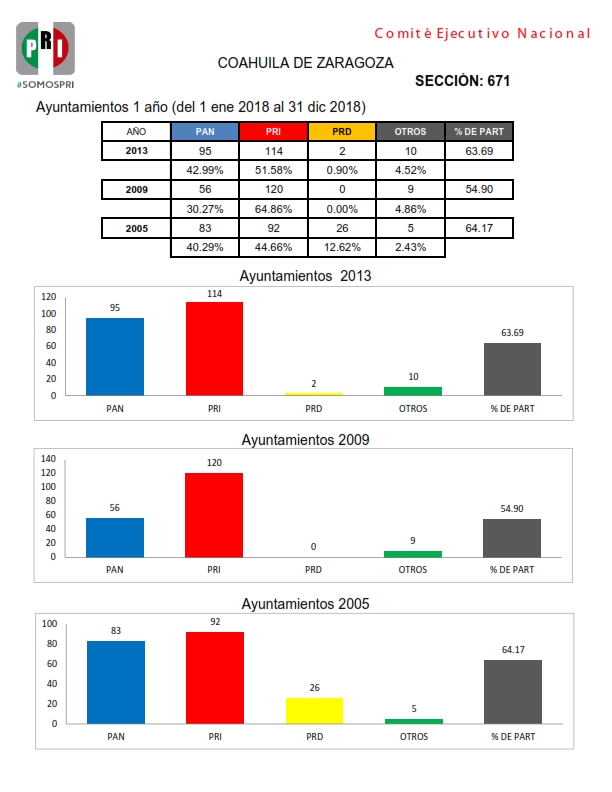 Comité Ejecutivo Nacional
PRI
#SOMOSPRI
COAHUILA DE ZARAGOZA
SECCIÓN: 671
Ayuntamientos 1 año (del 1 ene 2018 al 31 dic 2018)
AÑO PAN PRI PRD OTROS % DE PART
2013 95 114 2 10 63.69
42.99% 51.58% 0.90% 4.52%
2009 56 120 0 9 54.90
30.27% 64.86% 0.00% 4.86%
2005 83 92 26 5 64.17
40.29% 44.66% 12.62% 2.43%
Ayuntamientos 2013
120
100
80
60
40
20
0
95 114 2 10 63.69
PAN PRI PRD OTROS % DE PART
Ayuntamientos 2009
140
120
100
80
60
40
20
0
56 120 0 9 54.90
PAN PRI PRD OTROS % DE PART
Ayuntamientos 2005
100
80
60
40
20
0
83 92 26 5 64.17
PAN PRI PRD OTROS % DE PART